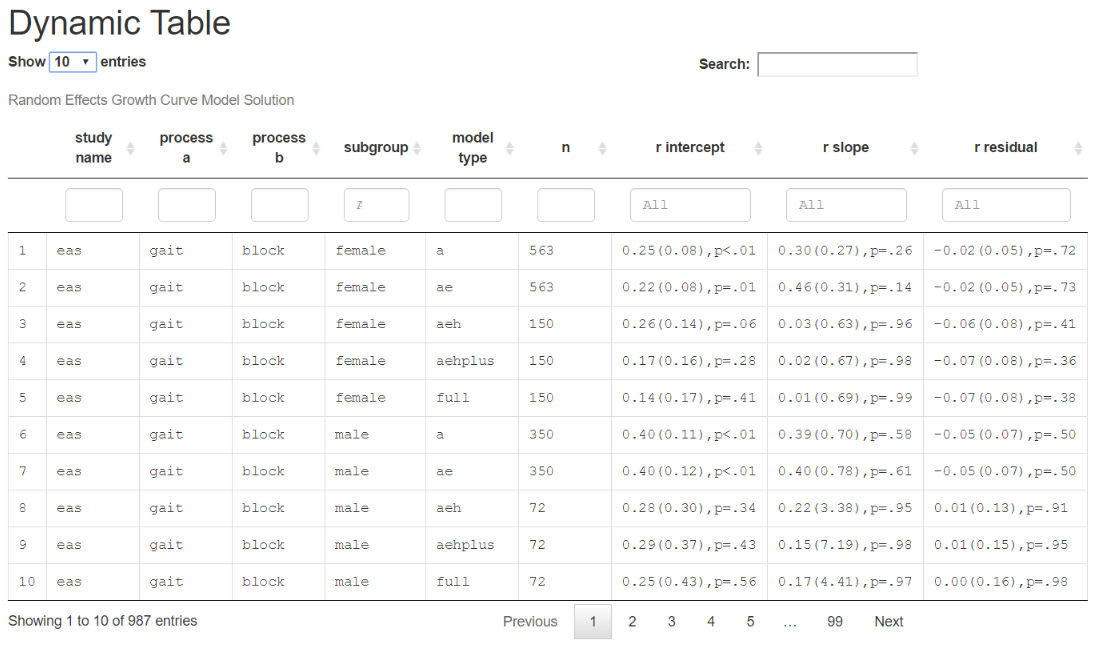 Dynamic Table
Show 10 entries Search:
Random Effects Growth Curve Model Solution
study name process a process b subgroup model type n r intercept r slope r residual
All All All
1 eas gait block female a 563 0.25(0.08),p<.01 0.30(0.27),p=.26 -0.02(0.05),p=.72
2 eas gait block female ae 563 0.22(0.08),p=.01 0.46(0.31),p=.14 -0.02(0.05),p=.73
3 eas gait block female aeh 150 0.26(0.14),p=.06 0.03(0.63),p=.96 -0.06(0.08),p=.41
4 eas gait block female aehplus 150 0.17(0.16),p=.28 0.02(0.67),p=.98 -0.07(0.08),p=.36
5 eas gait block female full 150 0.14(0.17),p=.41 0.01(0.69),p=.99 -0.07(0.08),p=.38
6 eas gait block male a 350 0.40(0.11),p<.01 0.39(0.70),p=.58 -0.05(0.07),p=.50
7 eas gait block male ae 350 0.40(0.12),p<.01 0.40(0.78),p=.61 -0.05(0.07),p=.50
8 eas gait block male aeh 72 0.28(0.30),p=.34 0.22(3.38),p=.95 0.01(0.13),p=.91
9 eas gait block male aehplus 72 0.29(0.37),p=.43 0.15(7.19),p=.98 0.01(0.15),p=.95
10 eas gait block male full 72 0.25(0.43),p=.56 0.17(4.41),p=.97 0.00(0.16),p=.98
Showing 1 to 10 of 987 entries Previous 1 2 3 4 5 … 99 Next